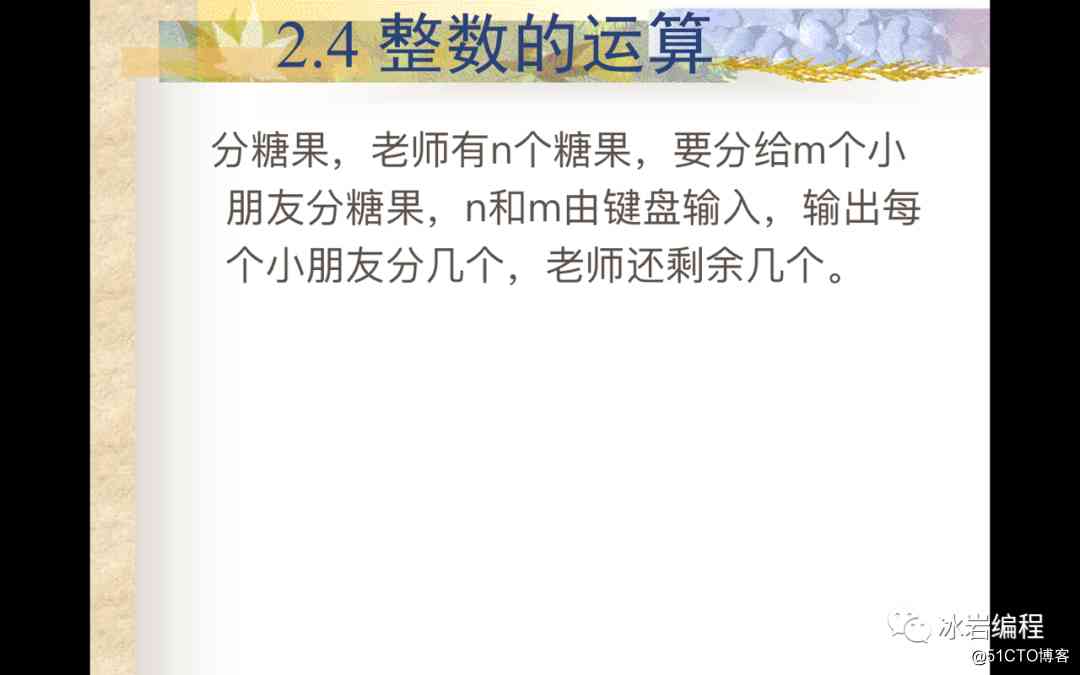 2.4 整数的运算
分糖果，老师有n个糖果，要分给m个小
朋友分糖果，n和m由键盘输入，输出每
个小朋友分几个，老师还剩余几个。
冰岩编程
@51CTO博客